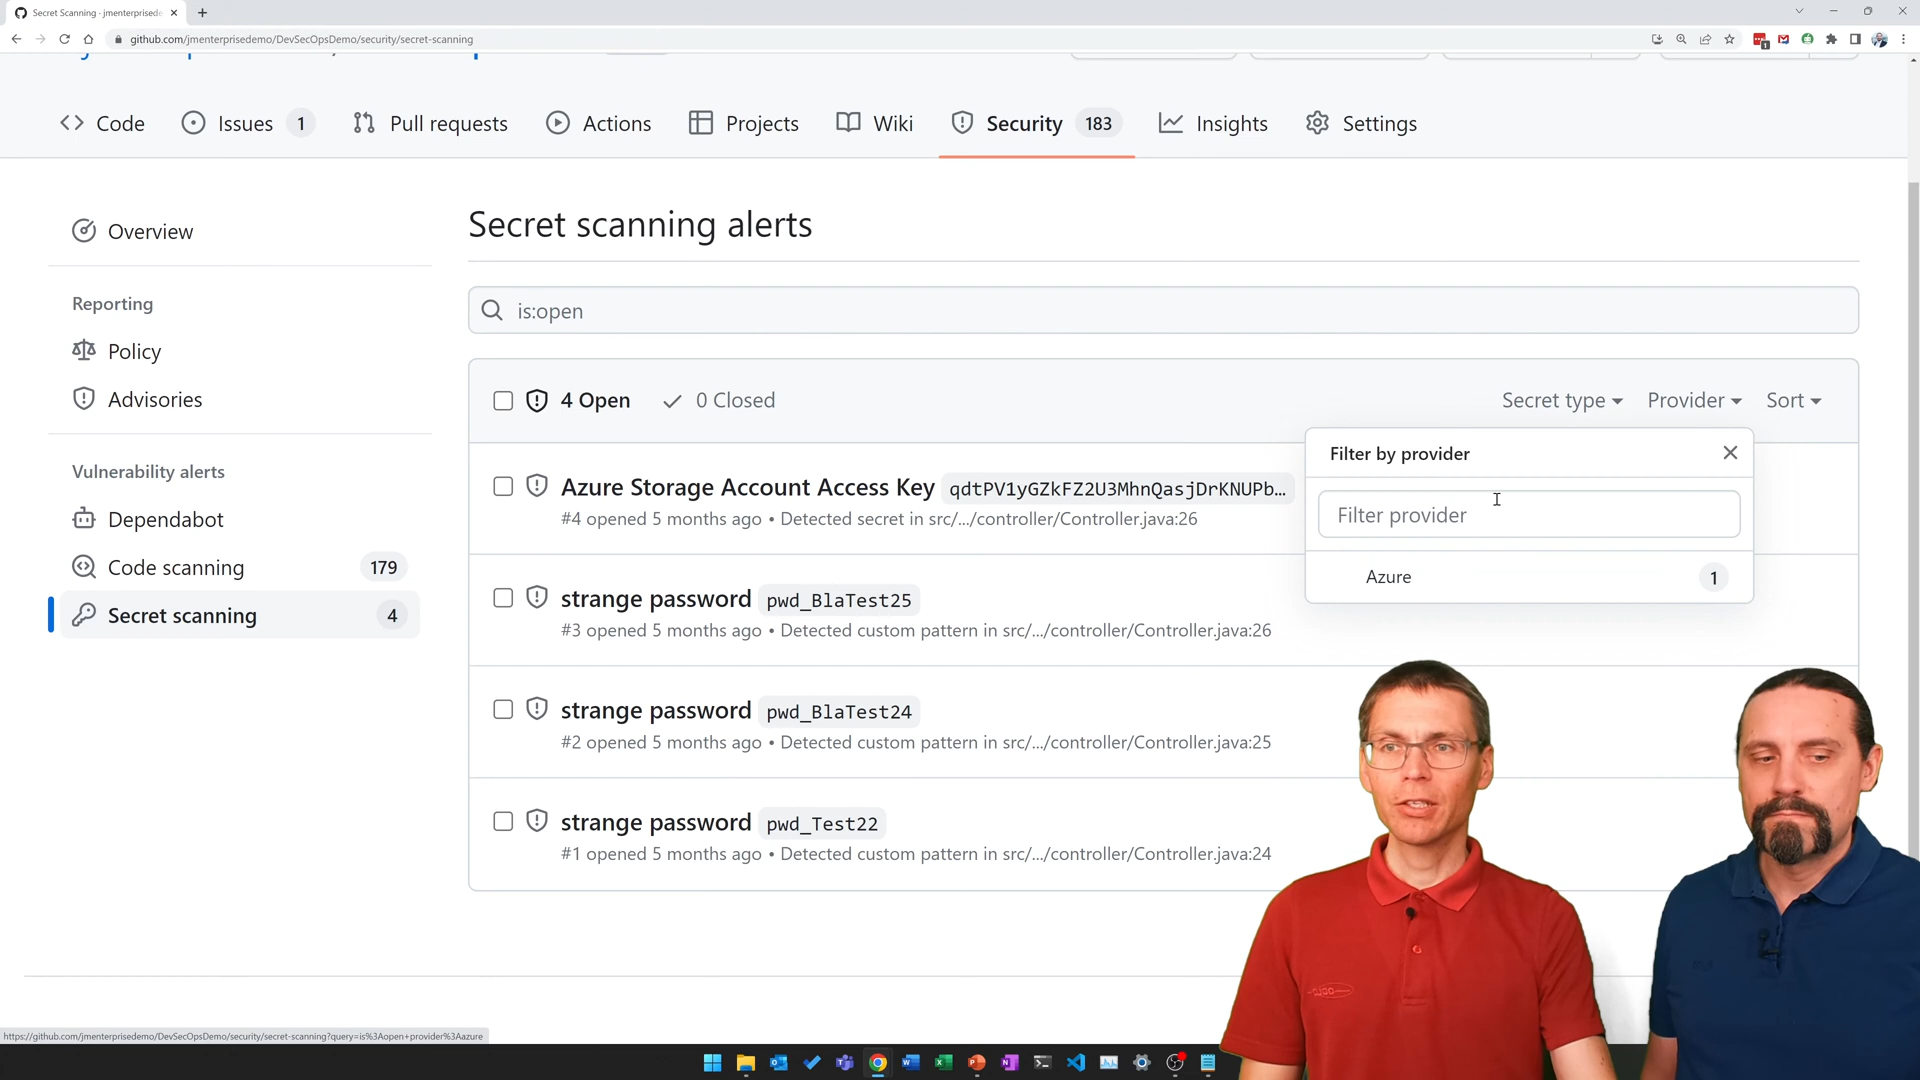 Secret Scanning · jmenterprisede
github.com/jmenterprisedemo/DevSecOpsDemo/security/secret-scanning
Code
Issues 1
Pull requests
Actions
Projects
Wiki
Security 183
Insights
Settings
Overview
Reporting
Policy
Advisories
Vulnerability alerts
Dependabot
Code scanning 179
Secret scanning 4
Secret scanning alerts
is:open
4 Open 0 Closed Secret type Provider Sort
Filter by provider
Filter provider
Azure 1
Azure Storage Account Access Key qdtPV1yGZkFZ2U3MhnQasjDrKNUPb…
#4 opened 5 months ago • Detected secret in src/.../controller/Controller.java:26
strange password pwd_BlaTest25
#3 opened 5 months ago • Detected custom pattern in src/.../controller/Controller.java:26
strange password pwd_BlaTest24
#2 opened 5 months ago • Detected custom pattern in src/.../controller/Controller.java:25
strange password pwd_Test22
#1 opened 5 months ago • Detected custom pattern in src/.../controller/Controller.java:24
https://github.com/jmenterprisedemo/DevSecOpsDemo/security/secret-scanning?query=is%3Aopen+provider%3Aazure